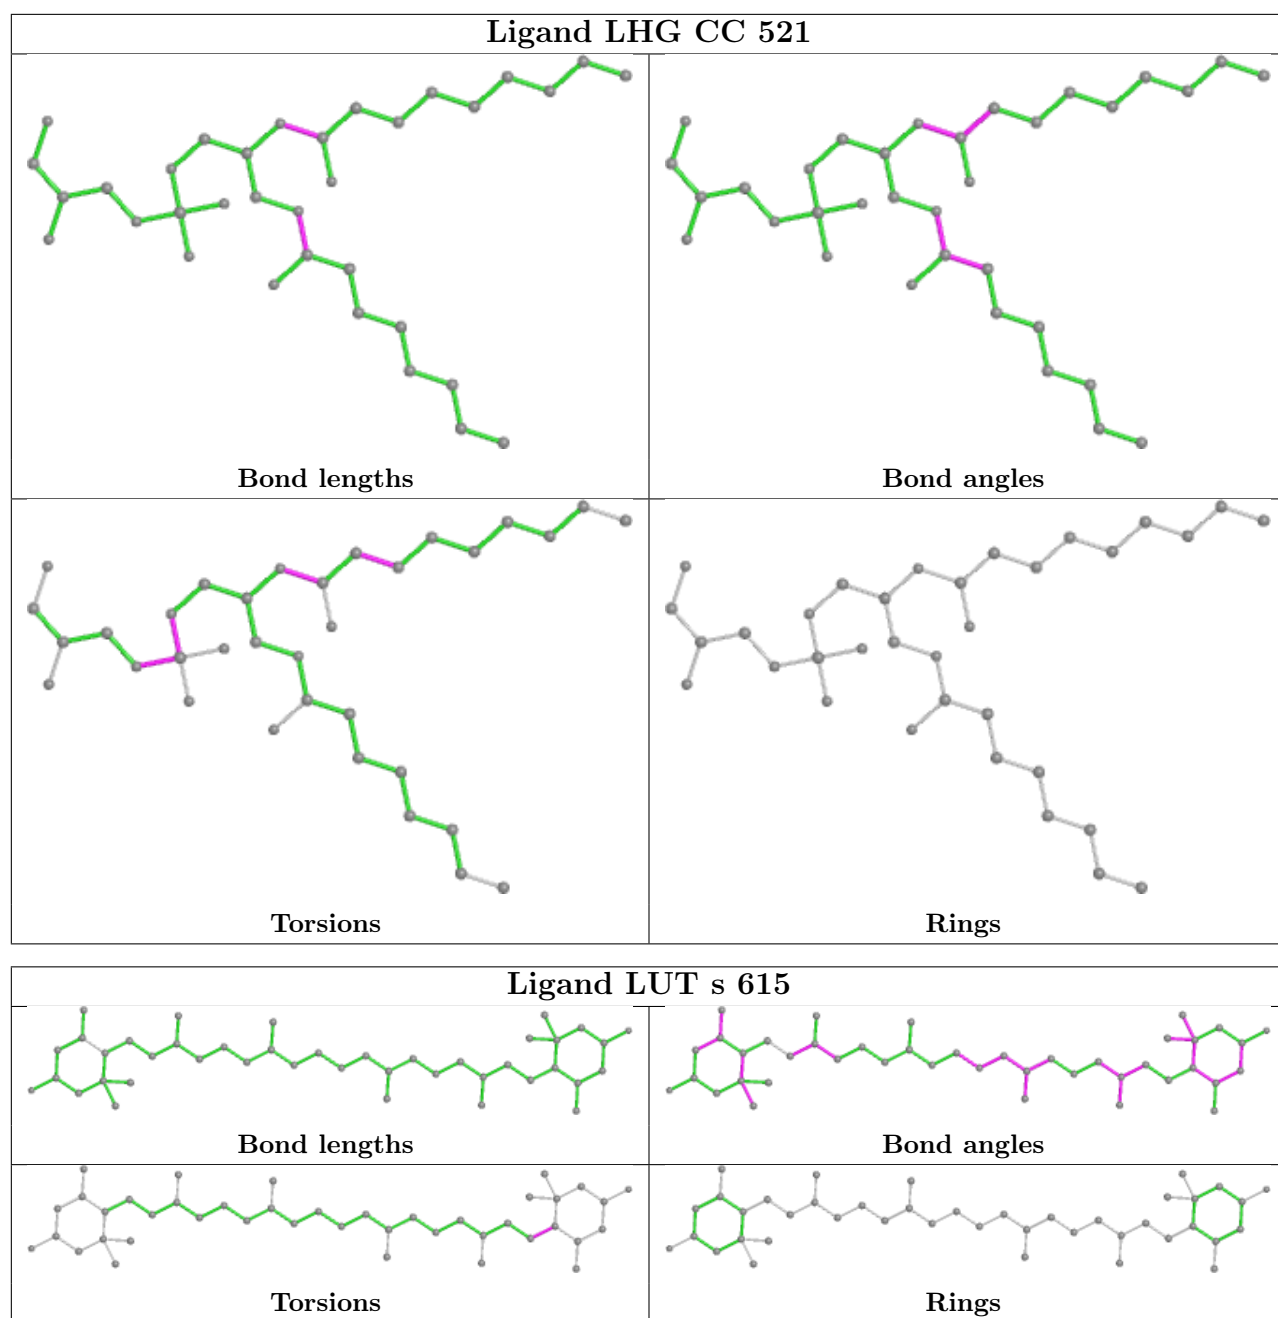 Ligand LHG CC 521
Bond lengths
Bond angles
Torsions
Rings
Ligand LUT s 615
Bond lengths
Bond angles
Torsions
Rings